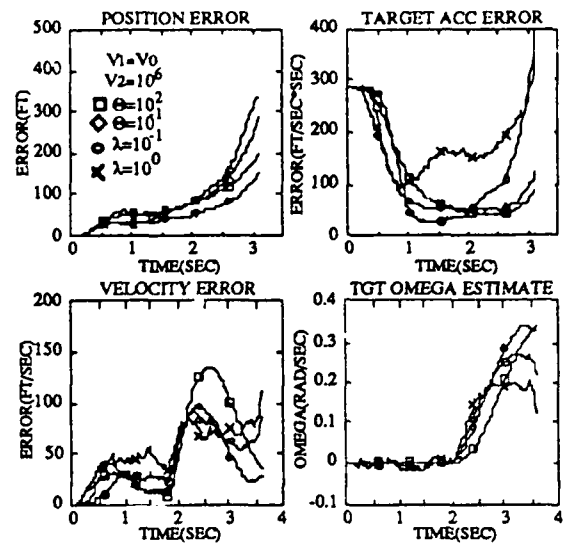 POSITION ERROR
500
400
300
200
100
0
ERROR(FT)
V1=V0
V2=10^6
Θ=10^2
Θ=10^1
λ=10^-1
λ=10^0
0 1 2 3 4
TIME(SEC)
TARGET ACC ERROR
400
300
200
100
0
ERROR(FT/SEC*SEC)
0 1 2 3 4
TIME(SEC)
VELOCITY ERROR
200
150
100
50
0
ERROR(FT/SEC)
0 1 2 3 4
TIME(SEC)
TGT OMEGA ESTIMATE
0.4
0.3
0.2
0.1
0
-0.1
OMEGA(RAD/SEC)
0 1 2 3 4
TIME(SEC)